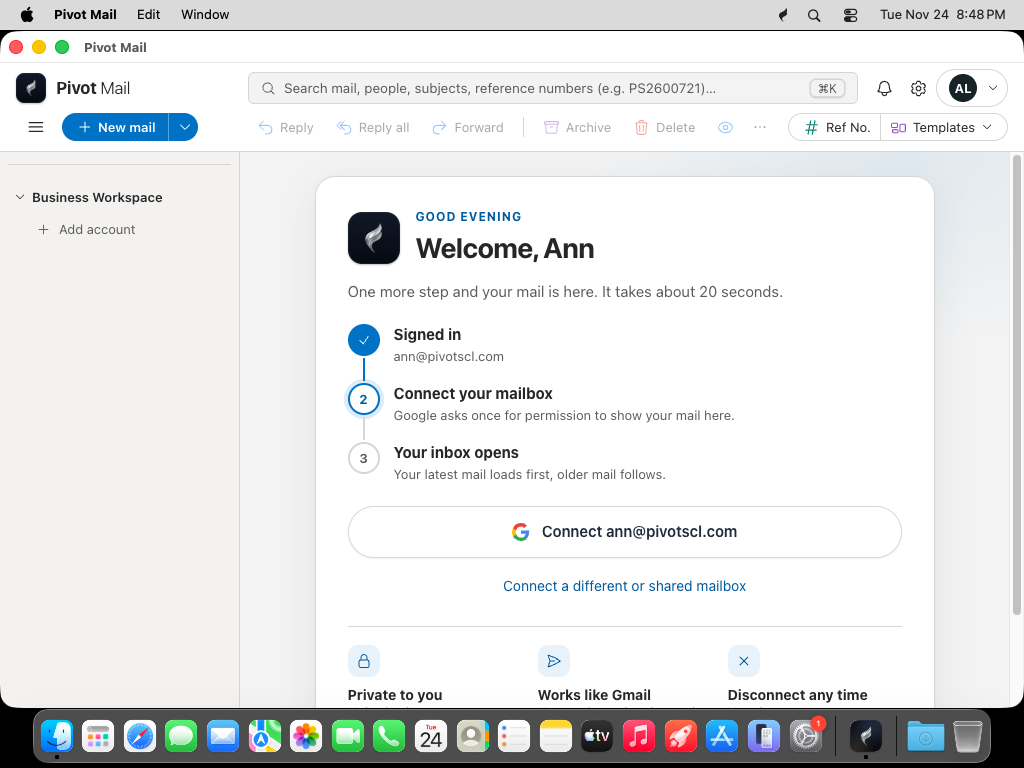 Pivot Mail Edit Window Tue Nov 24 8:48 PM
Pivot Mail
Pivot Mail
Search mail, people, subjects, reference numbers (e.g. PS2600721)... ⌘K
AL
New mail
Reply
Reply all
Forward
Archive
Delete
...
Ref No.
Templates
Business Workspace
Add account
GOOD EVENING
Welcome, Ann
One more step and your mail is here. It takes about 20 seconds.
Signed in
ann@pivotscl.com
2
Connect your mailbox
Google asks once for permission to show your mail here.
3
Your inbox opens
Your latest mail loads first, older mail follows.
Connect ann@pivotscl.com
Connect a different or shared mailbox
Private to you
Works like Gmail
Disconnect any time
Tue
24
tv
1